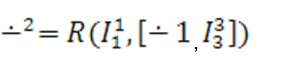 ∸² = R(I₁¹,[∸1,I₃³])